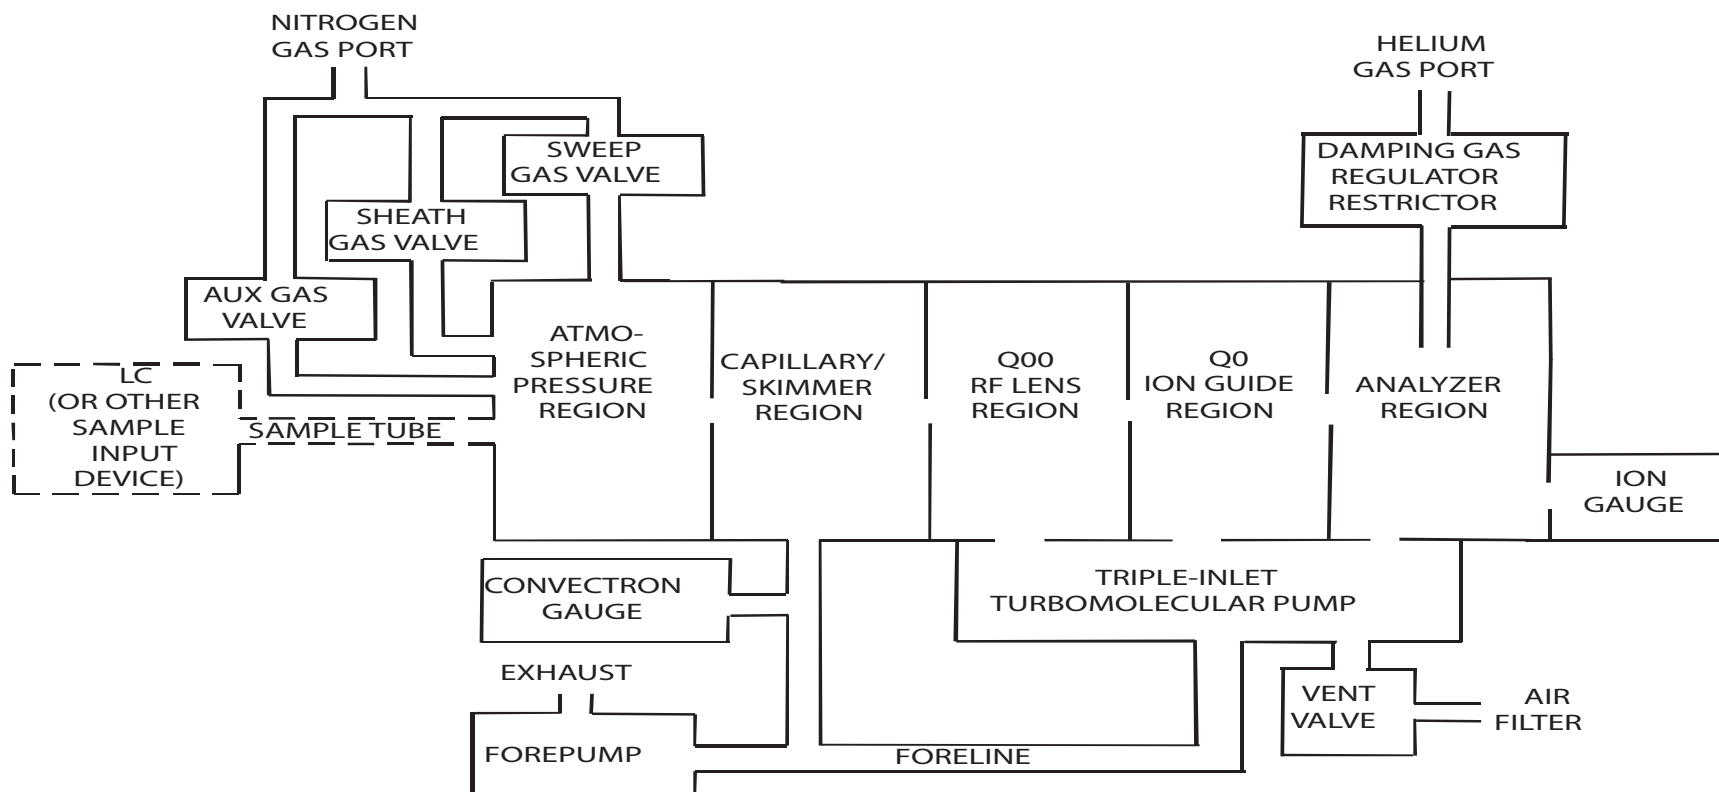 NITROGEN
GAS PORT
HELIUM
GAS PORT
SWEEP
GAS VALVE
DAMPING GAS
REGULATOR
RESTRICTOR
SHEATH
GAS VALVE
AUX GAS
VALVE
LC
(OR OTHER
SAMPLE
INPUT
DEVICE)
SAMPLE TUBE
ATMO-
SPHERIC
PRESSURE
REGION
CAPILLARY/
SKIMMER
REGION
Q00
RF LENS
REGION
Q0
ION GUIDE
REGION
ANALYZER
REGION
ION
GAUGE
CONVECTRON
GAUGE
TRIPLE-INLET
TURBOMOLECULAR PUMP
EXHAUST
FOREPUMP
FORELINE
VENT
VALVE
AIR
FILTER